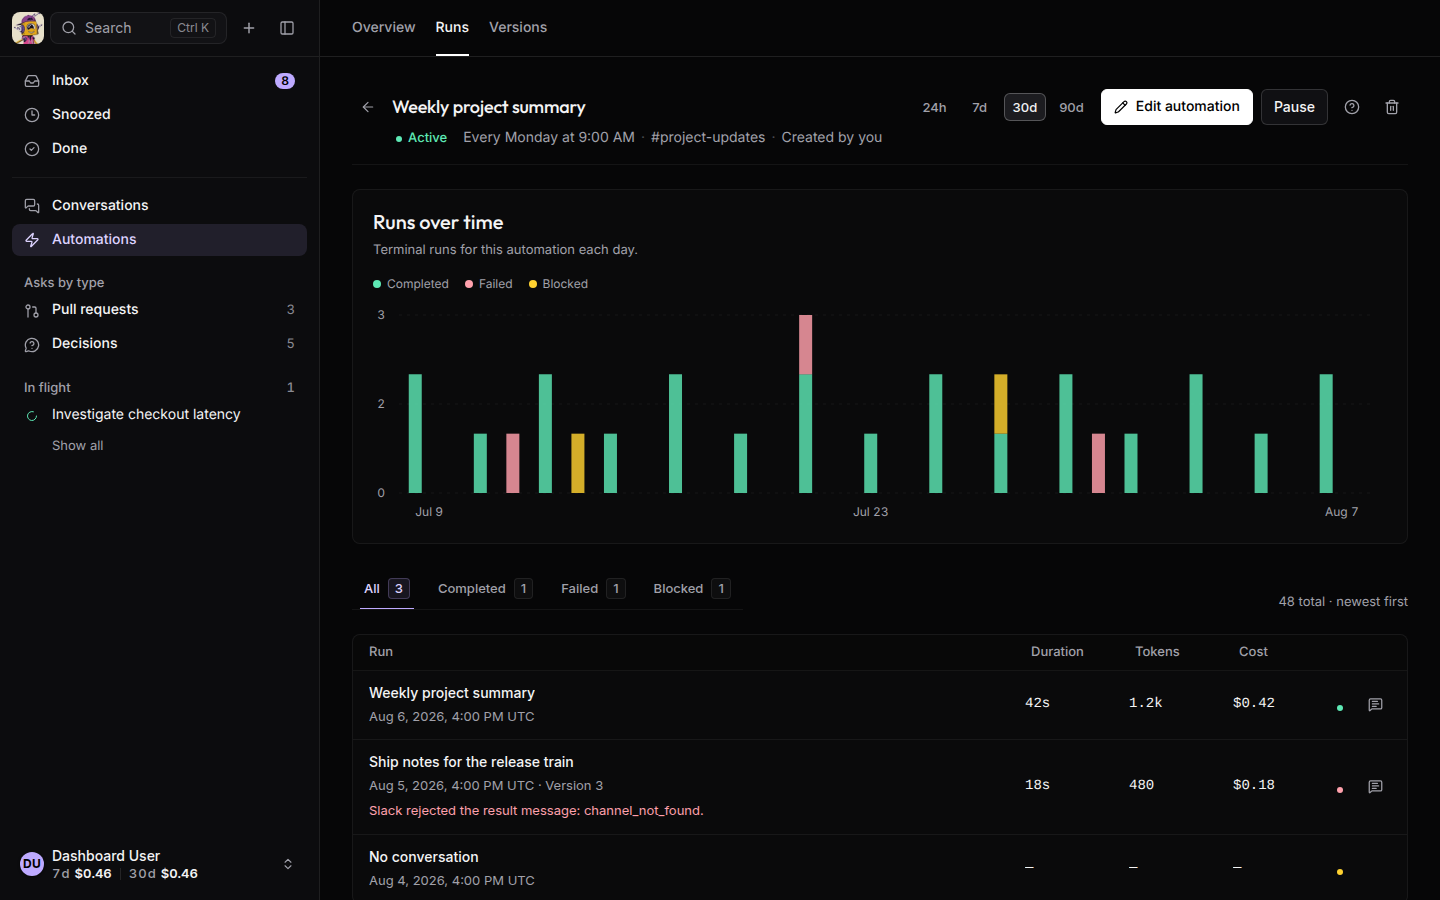 Search
Ctrl K
Inbox
8
Snoozed
Done
Conversations
Automations
Asks by type
Pull requests
3
Decisions
5
In flight
1
Investigate checkout latency
Show all
DU
Dashboard User
7d $0.46 30d $0.46
Overview
Runs
Versions
Weekly project summary
Active
Every Monday at 9:00 AM · #project-updates · Created by you
24h
7d
30d
90d
Edit automation
Pause
Runs over time
Terminal runs for this automation each day.
Completed
Failed
Blocked
3
2
0
Jul 9
Jul 23
Aug 7
All 3
Completed 1
Failed 1
Blocked 1
48 total · newest first
Run
Duration
Tokens
Cost
Weekly project summary
Aug 6, 2026, 4:00 PM UTC
42s
1.2k
$0.42
Ship notes for the release train
Aug 5, 2026, 4:00 PM UTC · Version 3
Slack rejected the result message: channel_not_found.
18s
480
$0.18
No conversation
Aug 4, 2026, 4:00 PM UTC
—
—
—